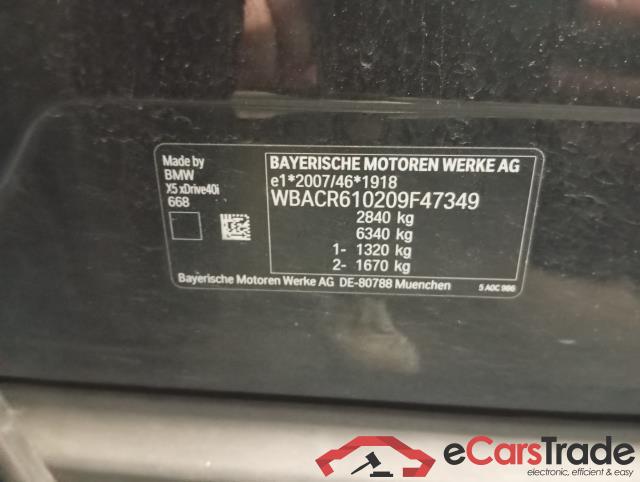 Made by
BMW
X5 xDrive40i
668
BAYERISCHE MOTOREN WERKE AG
e1*2007/46*1918
WBACR610209F47349
2840 kg
6340 kg
1- 1320 kg
2- 1670 kg
Bayerische Motoren Werke AG DE-80788 Muenchen
5 A0C 986
eCarsTrade
electronic, efficient & easy